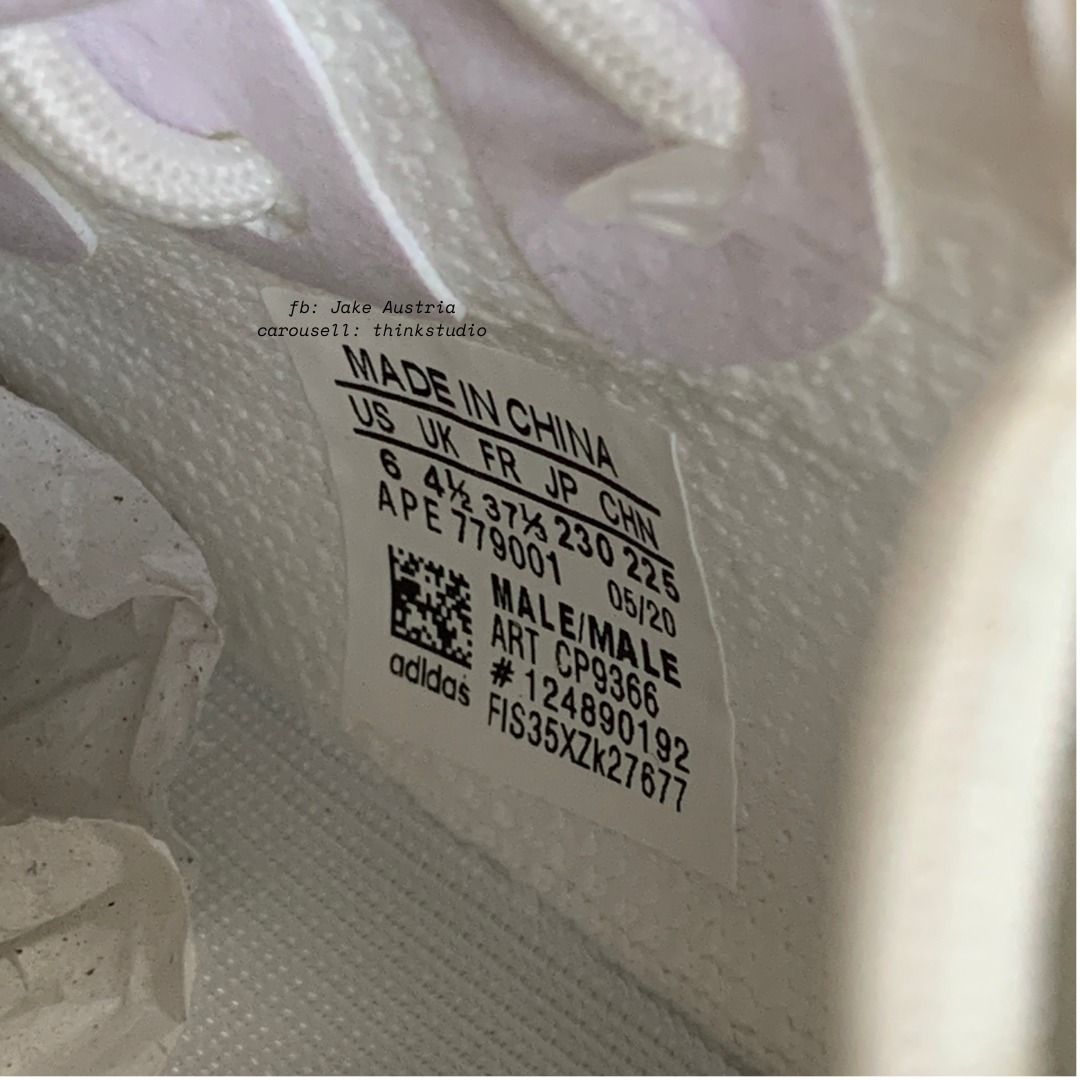 fb: Jake Austria
carousell: thinkstudio
MADE IN CHINA
US UK FR JP CHN
6 4½ 37⅓ 230 225
APE 779001 05/20
MALE/MALE
ART CP9366
# 124890192
FIS35XZk27677
adidas